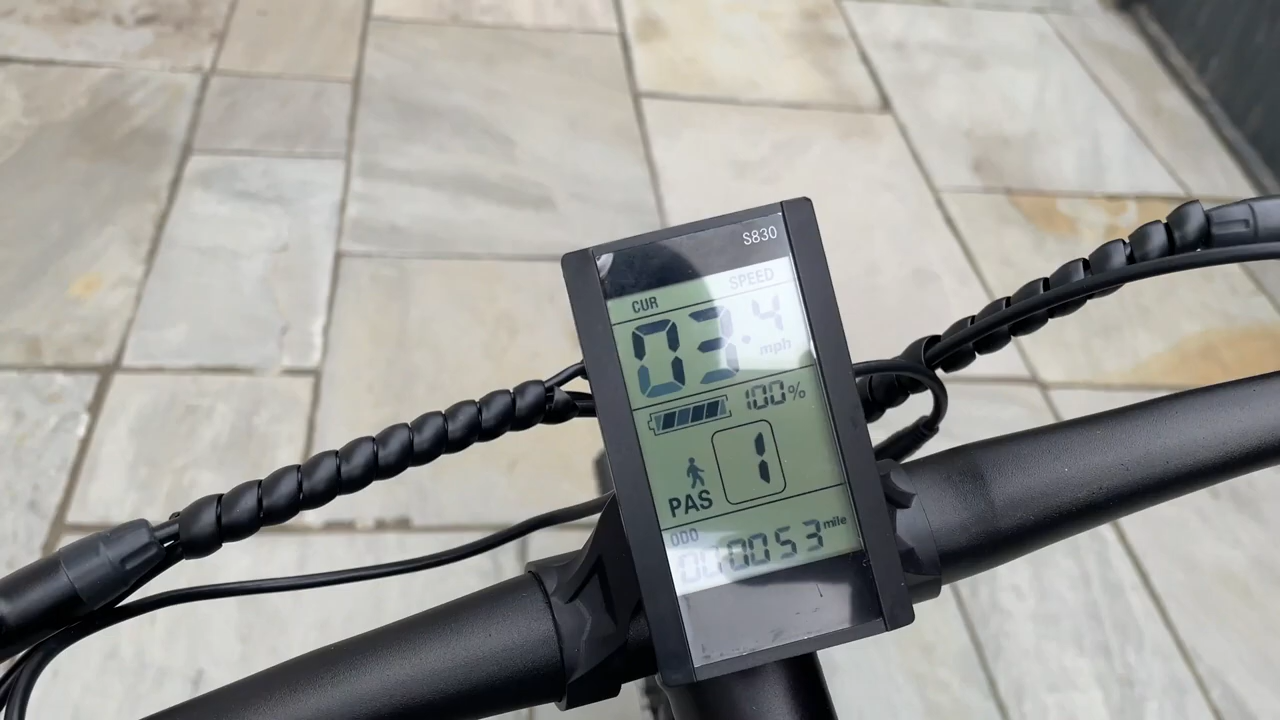 S830
CUR SPEED
03.4 mph
100%
1
PAS
ODO
000053 mile